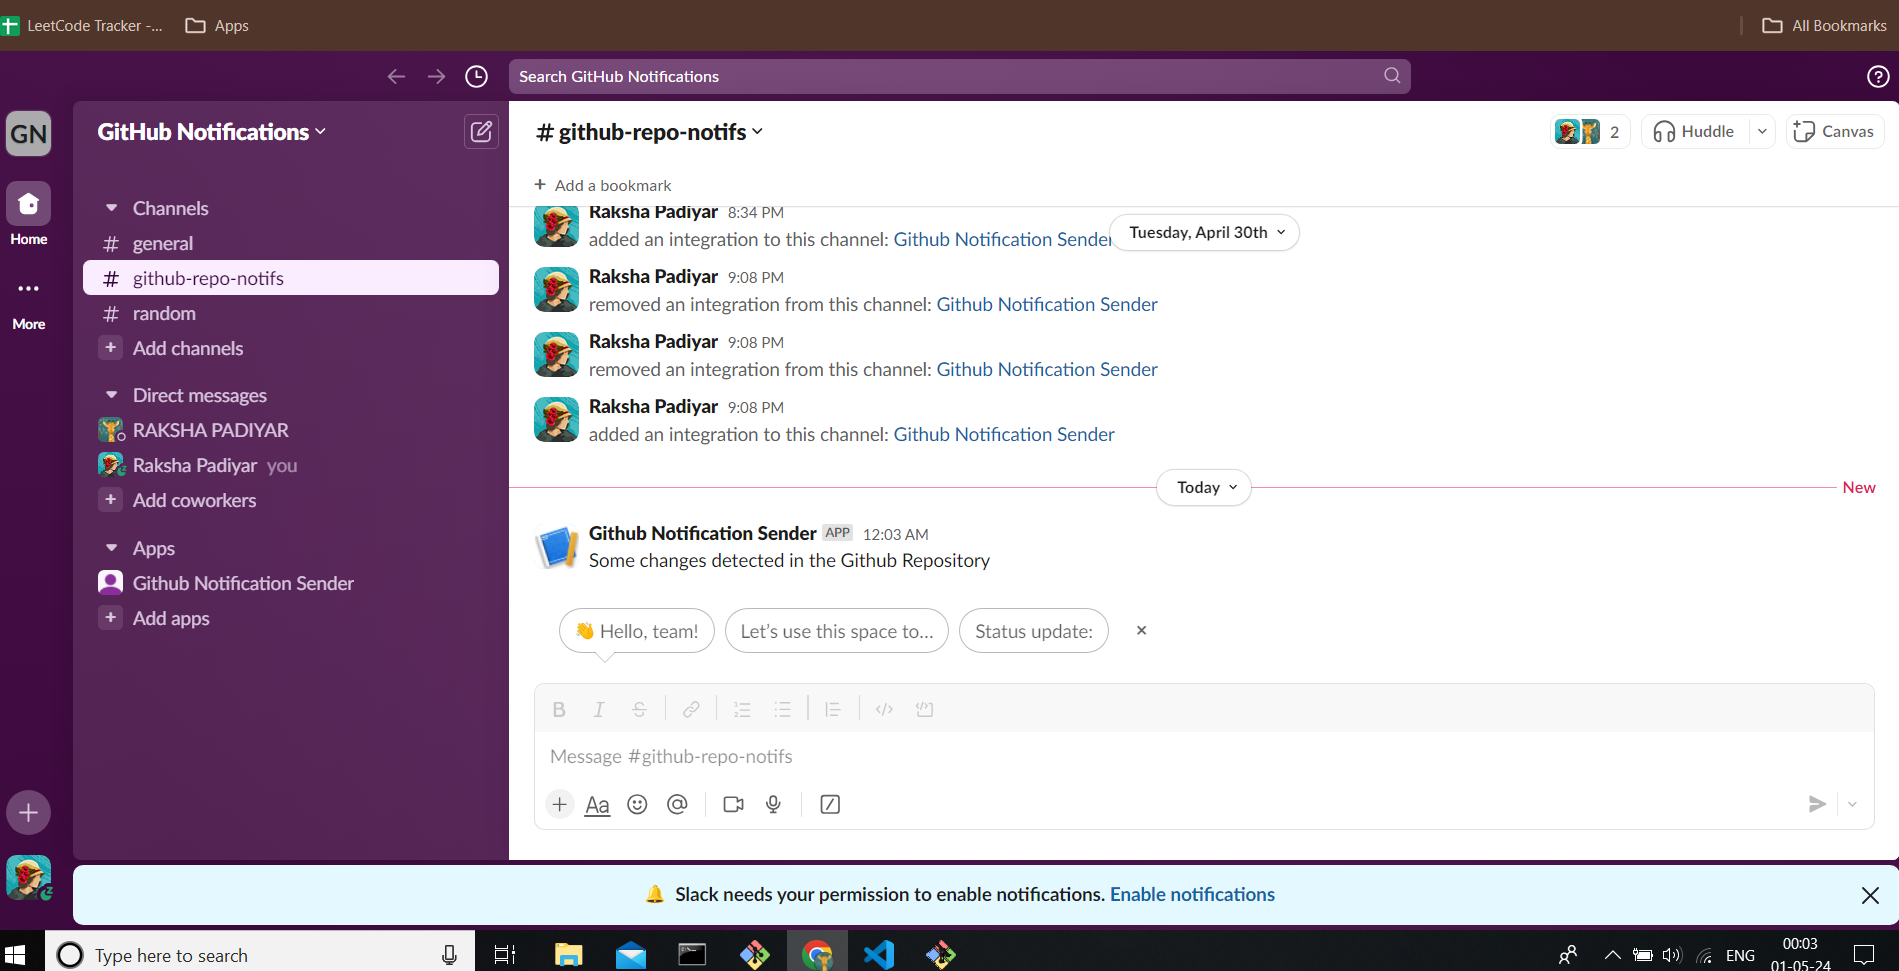 LeetCode Tracker -...
Apps
All Bookmarks
Search GitHub Notifications
GN
GitHub Notifications
Home
More
Channels
# general
# github-repo-notifs
# random
+ Add channels
Direct messages
RAKSHA PADIYAR
Raksha Padiyar you
+ Add coworkers
Apps
Github Notification Sender
+ Add apps
# github-repo-notifs
2
Huddle
Canvas
+ Add a bookmark
Raksha Padiyar 8:34 PM
added an integration to this channel: Github Notification Sender
Tuesday, April 30th
Raksha Padiyar 9:08 PM
removed an integration from this channel: Github Notification Sender
Raksha Padiyar 9:08 PM
removed an integration from this channel: Github Notification Sender
Raksha Padiyar 9:08 PM
added an integration to this channel: Github Notification Sender
Today
New
Github Notification Sender APP 12:03 AM
Some changes detected in the Github Repository
👋 Hello, team!
Let's use this space to...
Status update:
B I S
Message #github-repo-notifs
+ Aa @
🔔 Slack needs your permission to enable notifications. Enable notifications
Type here to search
ENG
00:03
01-05-24